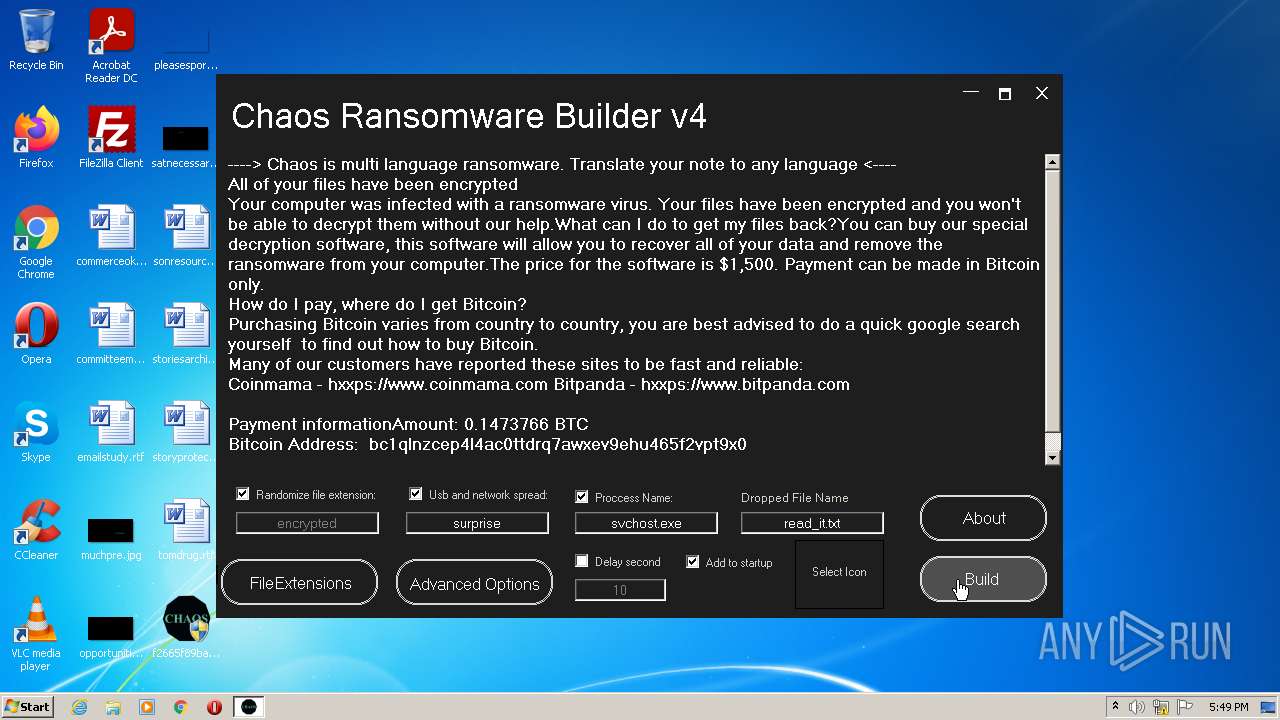 Recycle Bin
Acrobat
Reader DC
pleasespor...
Firefox
FileZilla Client
satnecessar...
Google
Chrome
commerceok...
sonresourc...
Opera
committeem...
storiesarchi...
Skype
emailstudy.rtf
storyprotec...
CCleaner
muchpre.jpg
tomdrug.rtf
VLC media
player
opportuniti...
CHAOS
f2665f89ba...
Chaos Ransomware Builder v4
----> Chaos is multi language ransomware. Translate your note to any language <----
All of your files have been encrypted
Your computer was infected with a ransomware virus. Your files have been encrypted and you won't
be able to decrypt them without our help.What can I do to get my files back?You can buy our special
decryption software, this software will allow you to recover all of your data and remove the
ransomware from your computer.The price for the software is $1,500. Payment can be made in Bitcoin
only.
How do I pay, where do I get Bitcoin?
Purchasing Bitcoin varies from country to country, you are best advised to do a quick google search
yourself  to find out how to buy Bitcoin.
Many of our customers have reported these sites to be fast and reliable:
Coinmama - hxxps://www.coinmama.com Bitpanda - hxxps://www.bitpanda.com
Payment informationAmount: 0.1473766 BTC
Bitcoin Address:  bc1qlnzcep4l4ac0ttdrq7awxev9ehu465f2vpt9x0
Randomize file extension:
encrypted
Usb and network spread:
surprise
Proccess Name:
svchost.exe
Dropped File Name
read_it.txt
About
FileExtensions
Advanced Options
Delay second
10
Add to startup
Select Icon
Build
ANY RUN
Start
5:49 PM